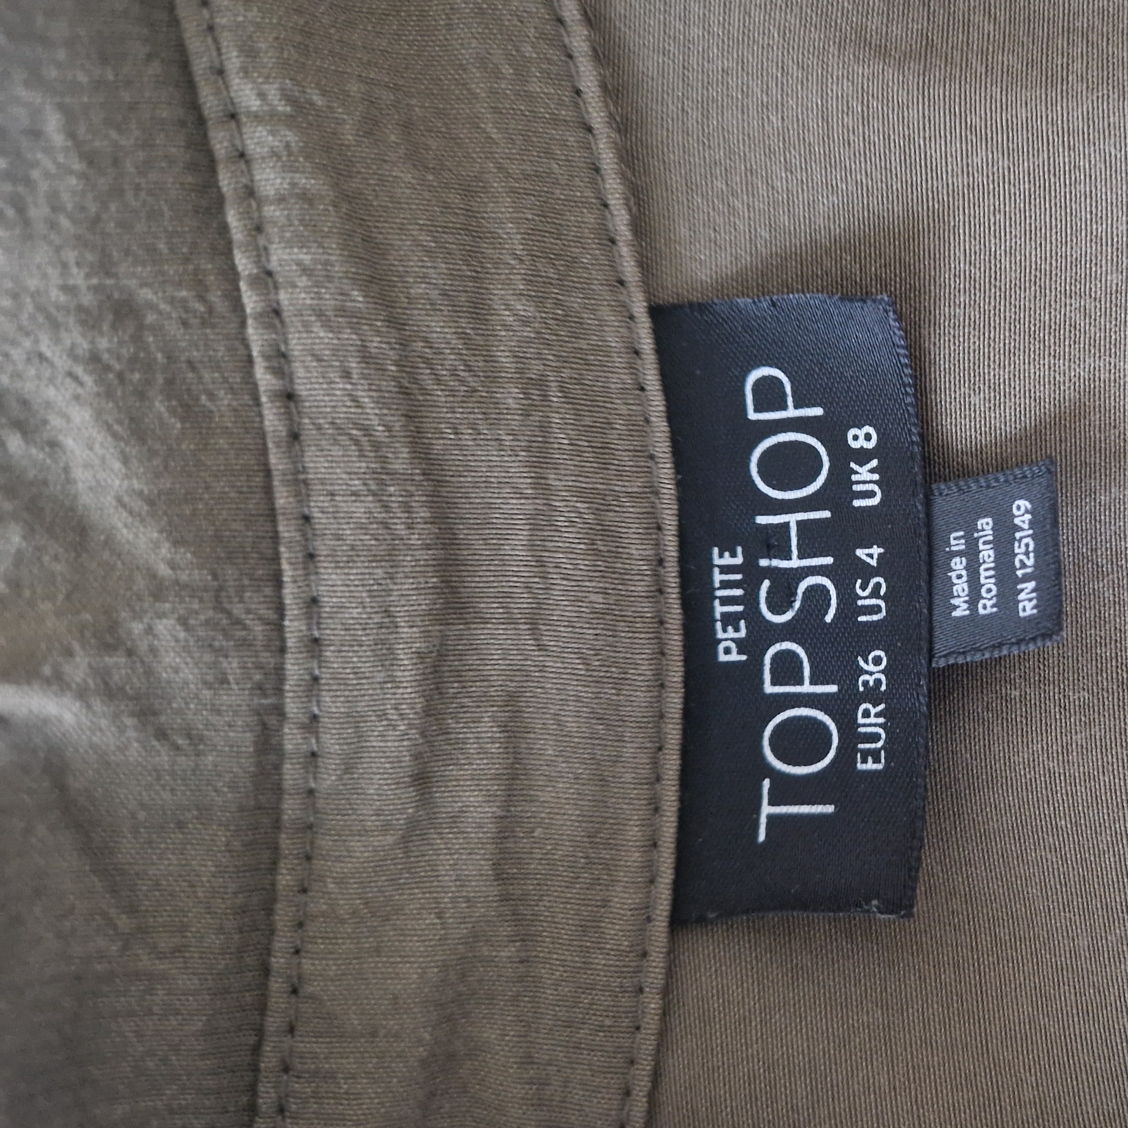 PETITE
TOPSHOP
EUR 36 US 4 UK 8
Made in
Romania
RN 125149